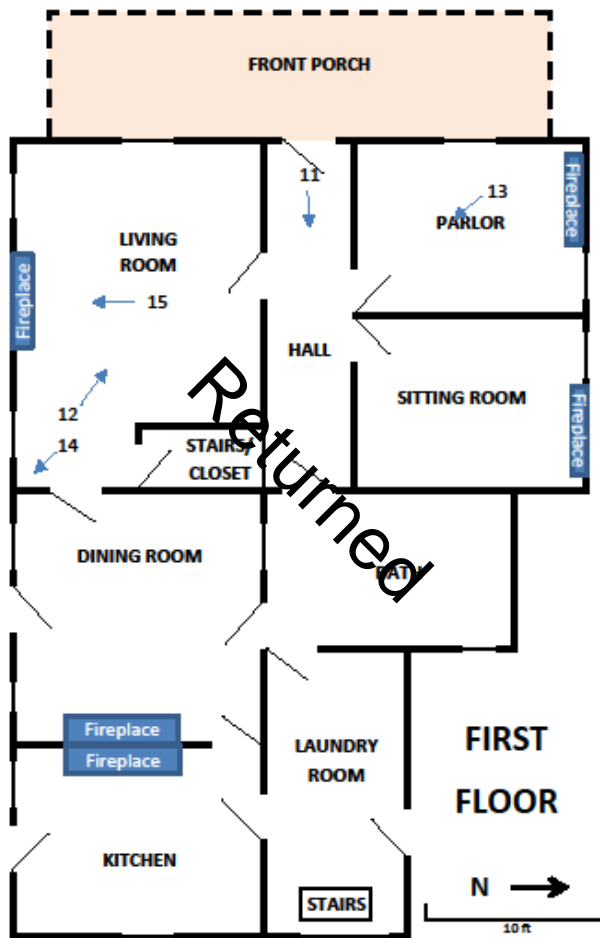 FRONT PORCH
11
13
Fireplace
PARLOR
LIVING
ROOM
Fireplace
15
HALL
12
14
SITTING ROOM
Fireplace
STAIRS/
CLOSET
Returned
DINING ROOM
BATH
Fireplace
Fireplace
LAUNDRY
ROOM
FIRST
FLOOR
KITCHEN
N
STAIRS
10 ft